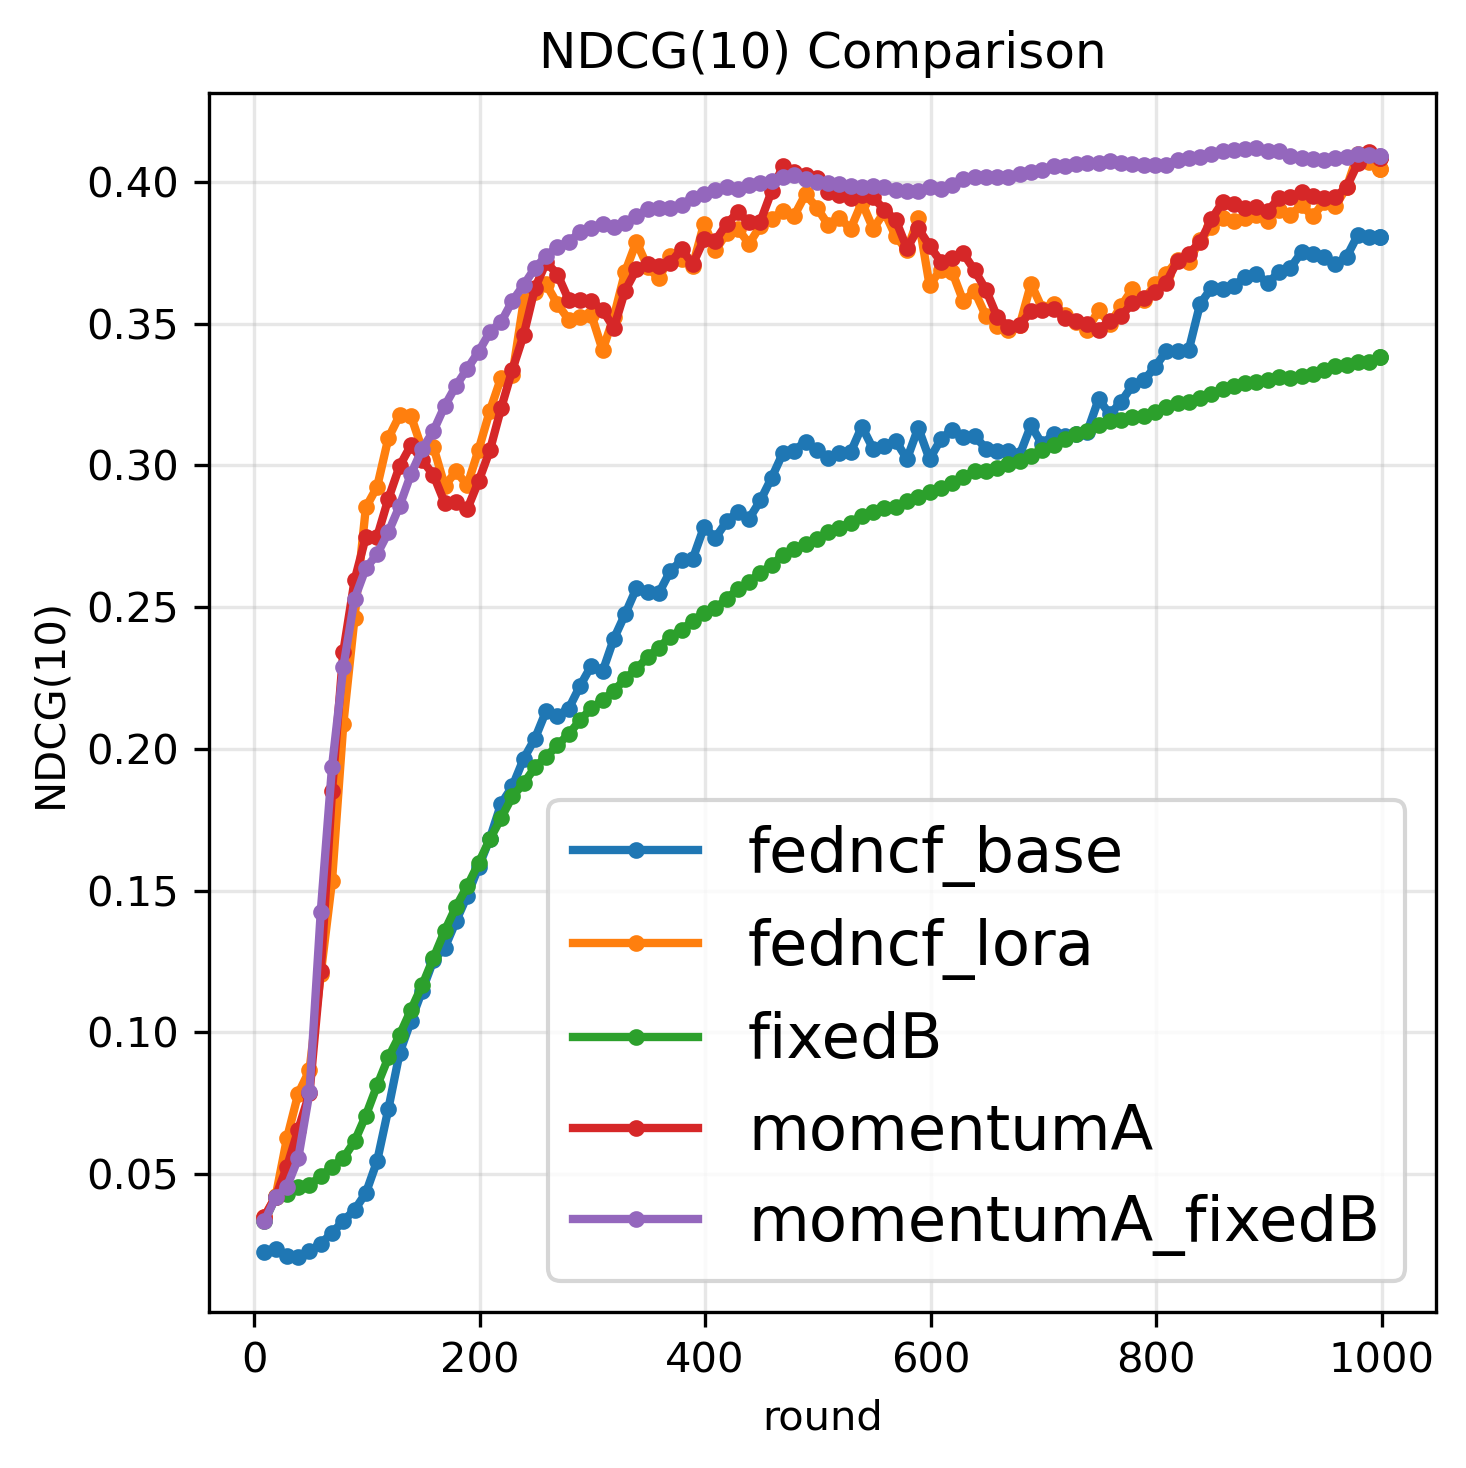 NDCG(10) Comparison
NDCG(10)
0.40
0.35
0.30
0.25
0.20
0.15
0.10
0.05
fedncf_base
fedncf_lora
fixedB
momentumA
momentumA_fixedB
0 200 400 600 800 1000
round